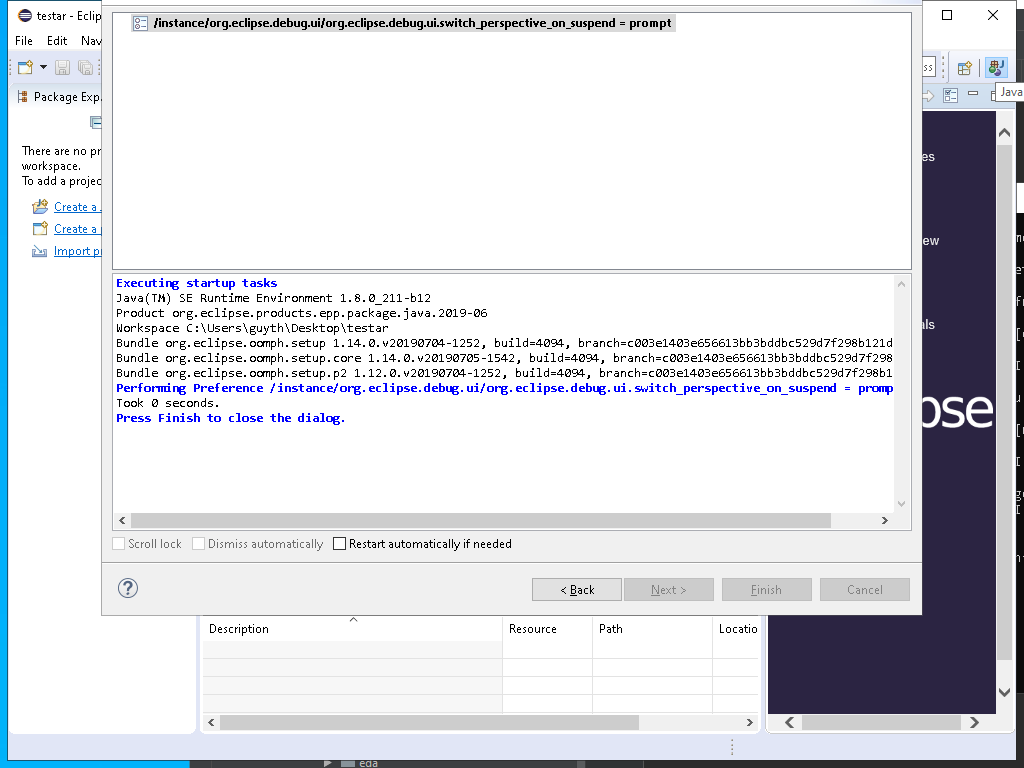 testar - Eclip
/instance/org.eclipse.debug.ui/org.eclipse.debug.ui.switch_perspective_on_suspend = prompt
File Edit Nav
ss
Package Exp
Java
There are no pr
workspace.
To add a projec
es
Create a
Create a
ew
Import p
Executing startup tasks
Java(TM) SE Runtime Environment 1.8.0_211-b12
Product org.eclipse.products.epp.package.java.2019-06
als
Workspace C:\Users\guyth\Desktop\testar
Bundle org.eclipse.oomph.setup 1.14.0.v20190704-1252, build=4094, branch=c003e1403e656613bb3bddbc529d7f298b121d
Bundle org.eclipse.oomph.setup.core 1.14.0.v20190705-1542, build=4094, branch=c003e1403e656613bb3bddbc529d7f298
Bundle org.eclipse.oomph.setup.p2 1.12.0.v20190704-1252, build=4094, branch=c003e1403e656613bb3bddbc529d7f298b1
Performing Preference /instance/org.eclipse.debug.ui/org.eclipse.debug.ui.switch_perspective_on_suspend = promp
Took 0 seconds.
pse
Press Finish to close the dialog.
Scroll lock Dismiss automatically Restart automatically if needed
? < Back Next > Finish Cancel
Description Resource Path Locatio
eda